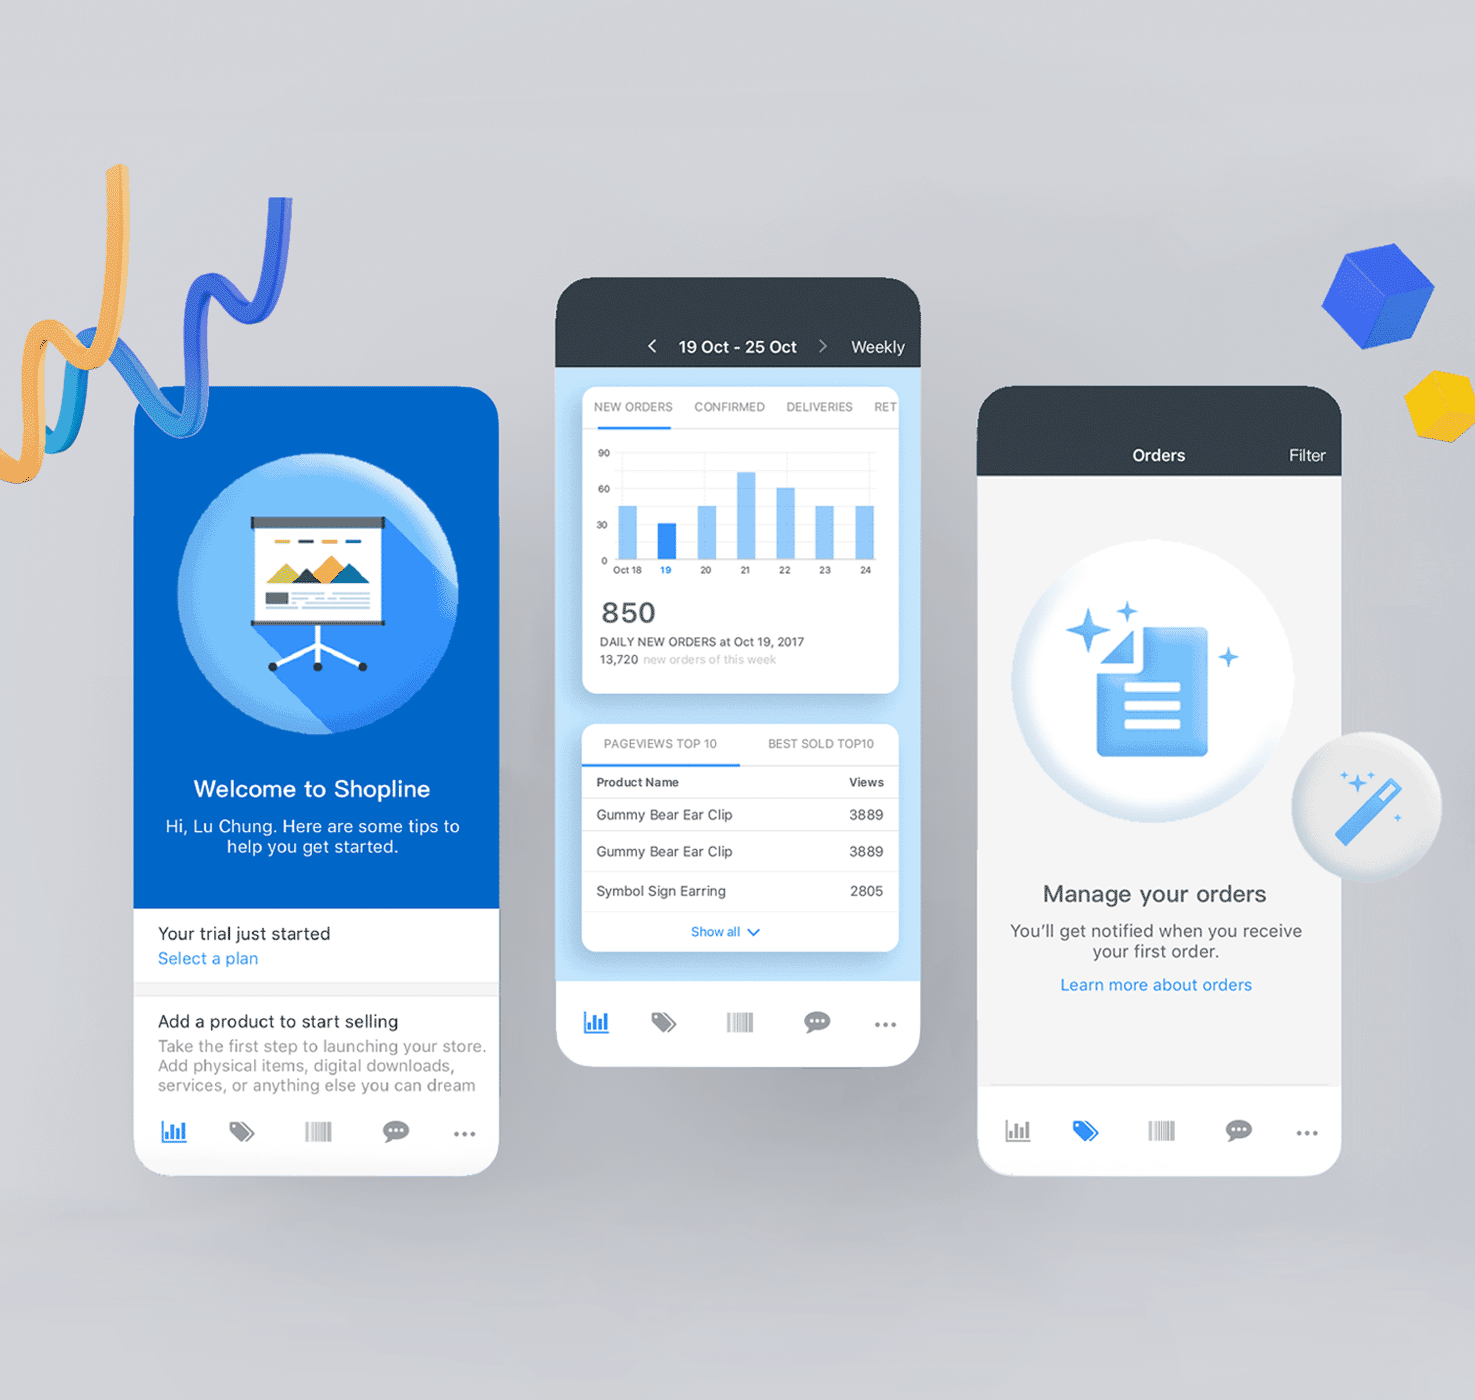 Welcome to Shopline
Hi, Lu Chung. Here are some tips to
help you get started.
Your trial just started
Select a plan
Add a product to start selling
Take the first step to launching your store.
Add physical items, digital downloads,
services, or anything else you can dream
19 Oct - 25 Oct
Weekly
NEW ORDERS CONFIRMED DELIVERIES RET
90
60
30
0
Oct 18 19 20 21 22 23 24
850
DAILY NEW ORDERS at Oct 19, 2017
13,720 new orders of this week
PAGEVIEWS TOP 10 BEST SOLD TOP10
Product Name Views
Gummy Bear Ear Clip 3889
Gummy Bear Ear Clip 3889
Symbol Sign Earring 2805
Show all
Orders
Filter
Manage your orders
You’ll get notified when you receive
your first order.
Learn more about orders